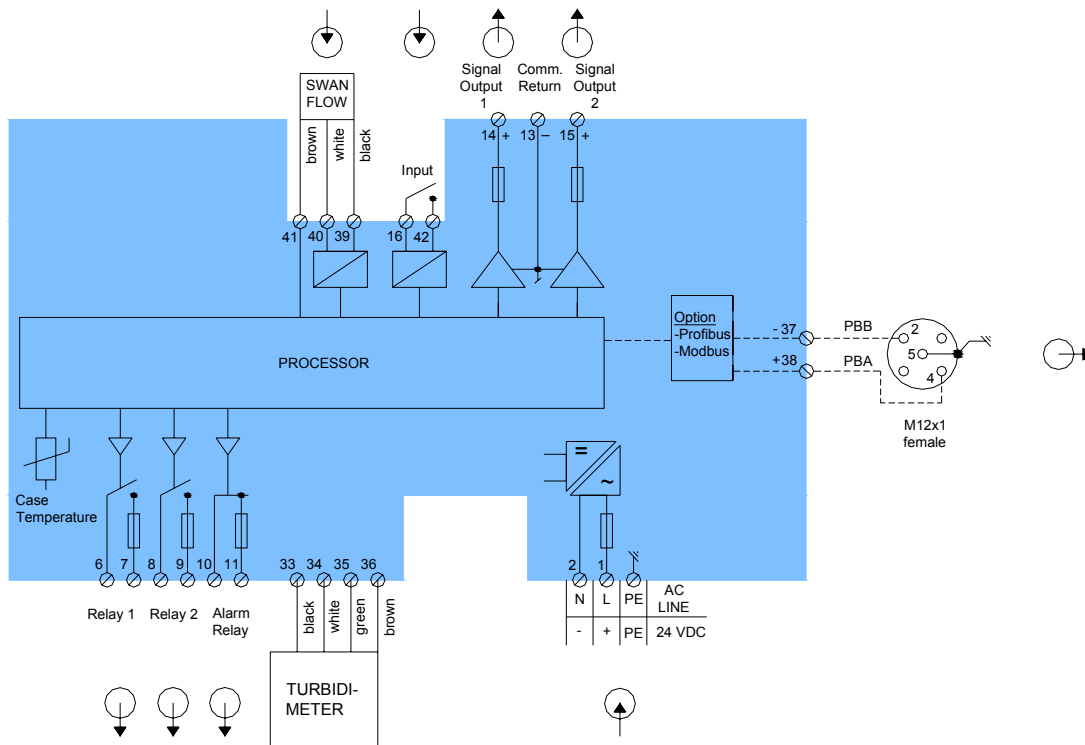 Signal Output 1
Comm. Return
Signal Output 2
SWAN FLOW
14 +
13 –
15 +
brown
white
black
Input
41
40
39
16
42
Option
-Profibus
-Modbus
- 37
PBB
+38
PBA
2
5
4
M12x1
female
PROCESSOR
Case
Temperature
=
~
6
7
8
9
10
11
33
34
35
36
2
1
Relay 1
Relay 2
Alarm
Relay
black
white
green
brown
N
L
PE
AC
LINE
-
+
PE
24 VDC
TURBIDI-
METER